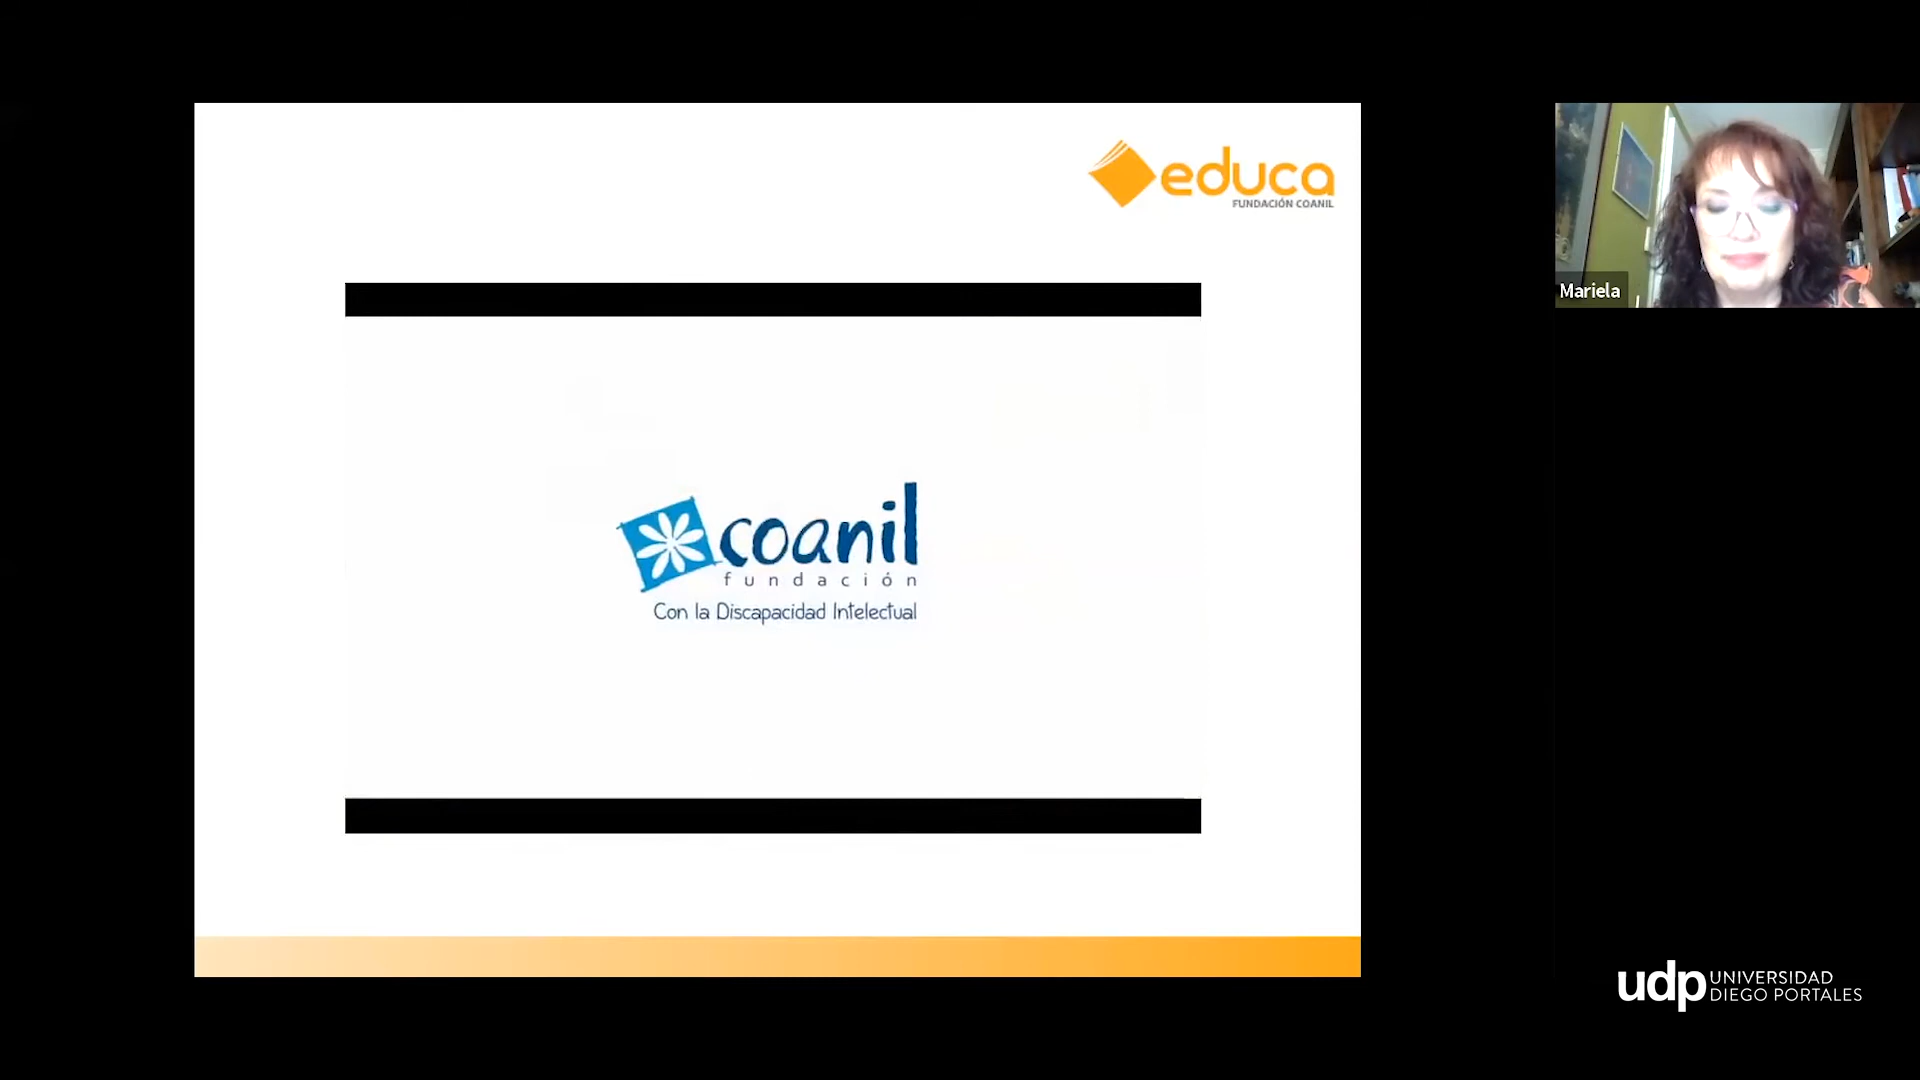 educa
FUNDACIÓN COANIL
coanil
fundación
Con la Discapacidad Intelectual
Mariela
udp UNIVERSIDAD
DIEGO PORTALES